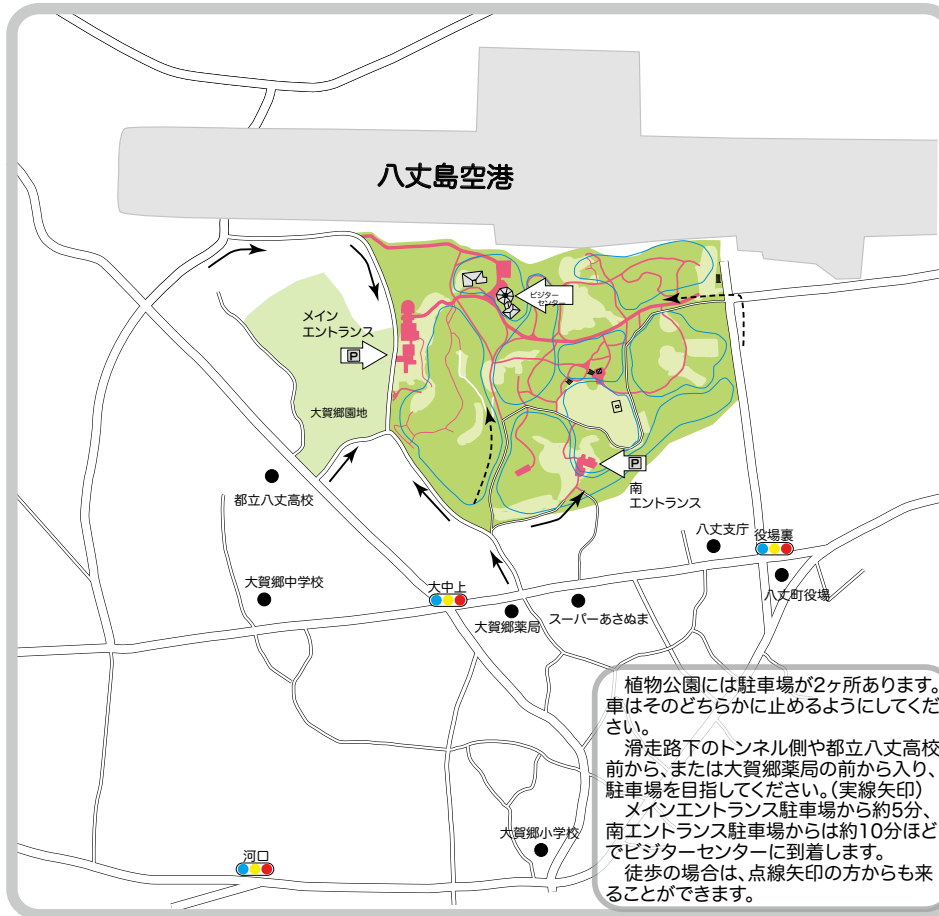 八丈島空港
ビジター
センター
メイン
エントランス
P
大賀郷園地
P
南
エントランス
都立八丈高校
八丈支庁
役場裏
大賀郷中学校
大中上
八丈町役場
大賀郷薬局
スーパーあさぬま
植物公園には駐車場が2ヶ所あります。
車はそのどちらかに止めるようにしてくだ
さい。
滑走路下のトンネル側や都立八丈高校
前から、または大賀郷薬局の前から入り、
駐車場を目指してください。(実線矢印)
メインエントランス駐車場から約5分、
南エントランス駐車場からは約10分ほど
でビジターセンターに到着します。
徒歩の場合は、点線矢印の方からも来
ることができます。
大賀郷小学校
河口